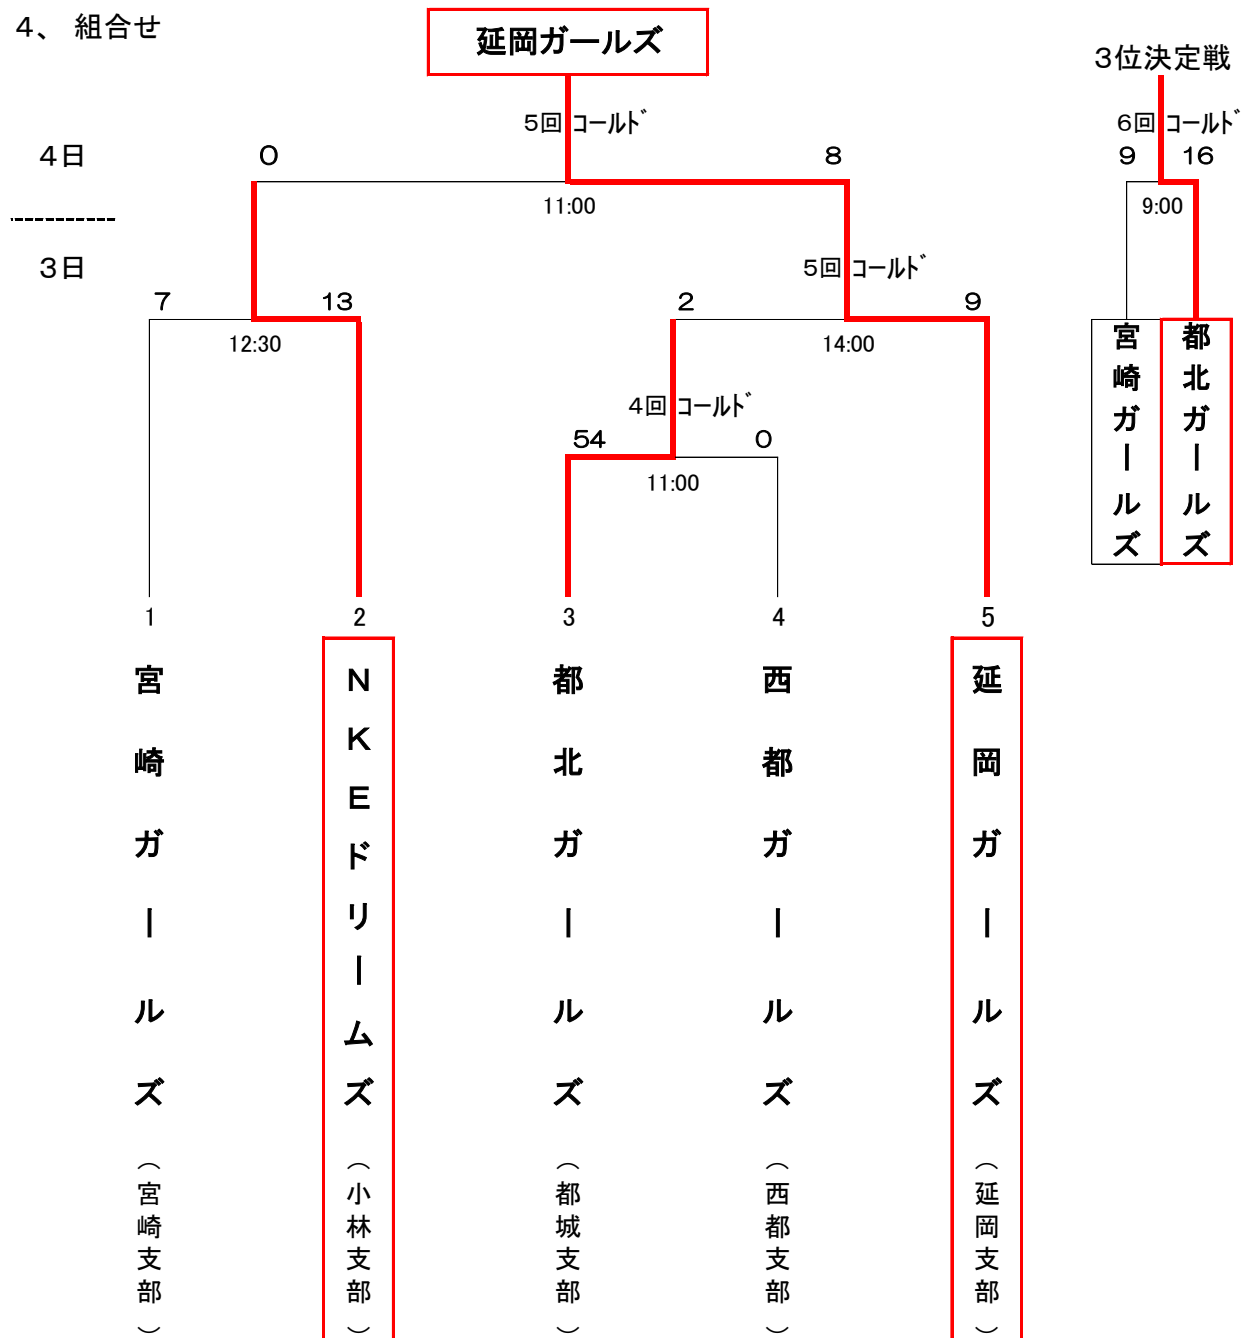 ４、 組合せ
延岡ガールズ
3位決定戦
5回 コールド
6回 コールド
4日
0
8
9
16
11:00
9:00
3日
5回 コールド
7
13
2
9
12:30
14:00
4回 コールド
54
0
11:00
宮崎ガールズ
都北ガールズ
1
2
3
4
5
宮崎ガールズ（宮崎支部）
ＮＫＥドリームズ（小林支部）
都北ガールズ（都城支部）
西都ガールズ（西都支部）
延岡ガールズ（延岡支部）